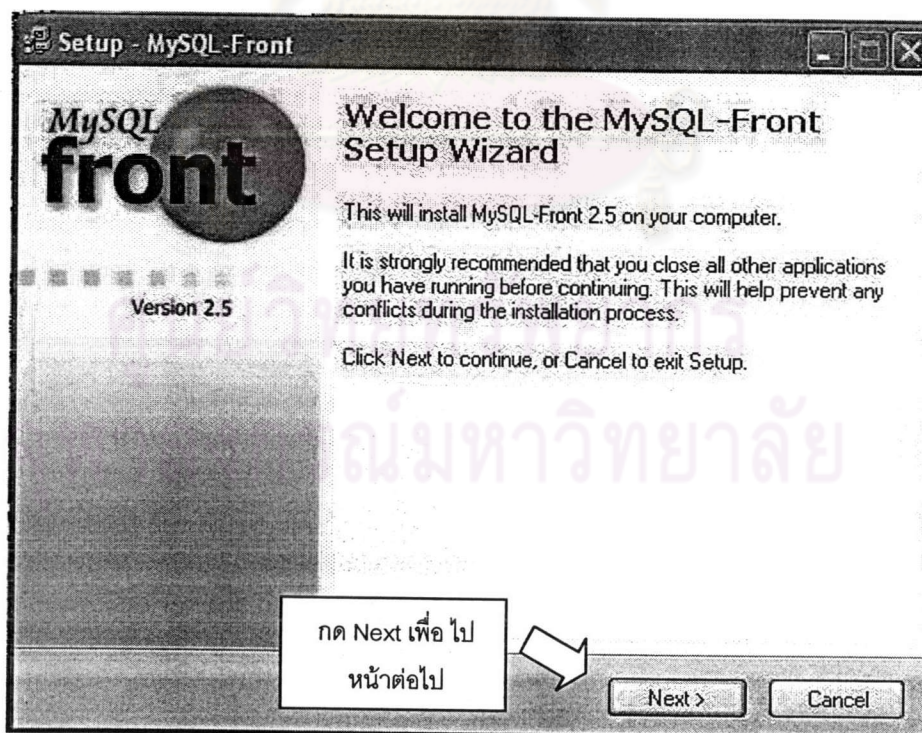 Setup - MySQL-Front
MySQL
front
Version 2.5
Welcome to the MySQL-Front
Setup Wizard
This will install MySQL-Front 2.5 on your computer.
It is strongly recommended that you close all other applications
you have running before continuing. This will help prevent any
conflicts during the installation process.
Click Next to continue, or Cancel to exit Setup.
กด Next เพื่อ ไป
หน้าต่อไป
Next >
Cancel